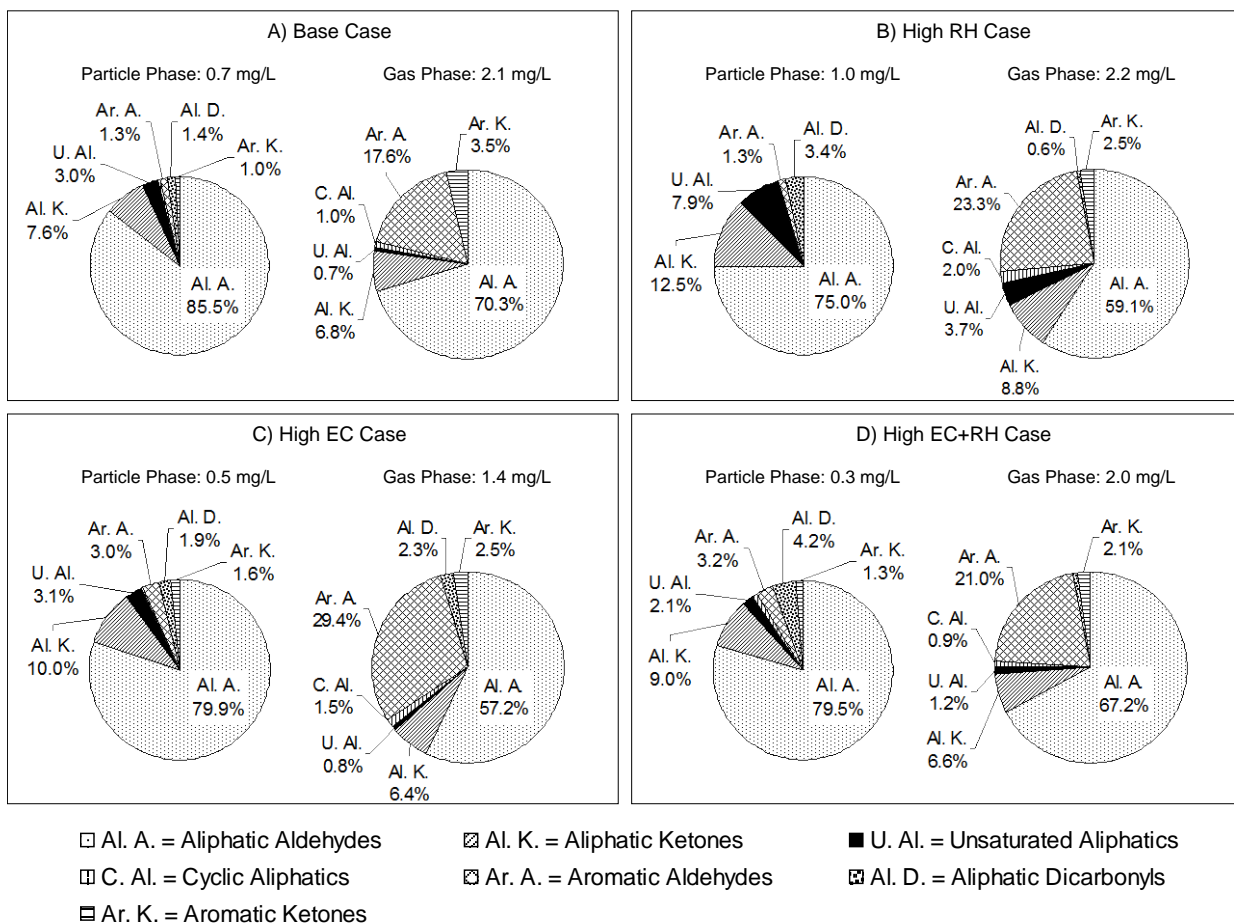 A) Base Case
Particle Phase: 0.7 mg/L
Ar. A.
1.3%
Al. D.
1.4%
U. Al.
3.0%
Ar. K.
1.0%
Al. K.
7.6%
Al. A.
85.5%
Gas Phase: 2.1 mg/L
Ar. A.
17.6%
Ar. K.
3.5%
C. Al.
1.0%
U. Al.
0.7%
Al. K.
6.8%
Al. A.
70.3%
B) High RH Case
Particle Phase: 1.0 mg/L
Ar. A.
1.3%
Al. D.
3.4%
U. Al.
7.9%
Al. K.
12.5%
Al. A.
75.0%
Gas Phase: 2.2 mg/L
Al. D.
0.6%
Ar. K.
2.5%
Ar. A.
23.3%
C. Al.
2.0%
U. Al.
3.7%
Al. K.
8.8%
Al. A.
59.1%
C) High EC Case
Particle Phase: 0.5 mg/L
Ar. A.
3.0%
Al. D.
1.9%
U. Al.
3.1%
Ar. K.
1.6%
Al. K.
10.0%
Al. A.
79.9%
Gas Phase: 1.4 mg/L
Al. D.
2.3%
Ar. K.
2.5%
Ar. A.
29.4%
C. Al.
1.5%
U. Al.
0.8%
Al. K.
6.4%
Al. A.
57.2%
D) High EC+RH Case
Particle Phase: 0.3 mg/L
Ar. A.
3.2%
Al. D.
4.2%
U. Al.
2.1%
Ar. K.
1.3%
Al. K.
9.0%
Al. A.
79.5%
Gas Phase: 2.0 mg/L
Ar. K.
2.1%
Ar. A.
21.0%
C. Al.
0.9%
U. Al.
1.2%
Al. K.
6.6%
Al. A.
67.2%
Al. A. = Aliphatic Aldehydes
Al. K. = Aliphatic Ketones
U. Al. = Unsaturated Aliphatics
C. Al. = Cyclic Aliphatics
Ar. A. = Aromatic Aldehydes
Al. D. = Aliphatic Dicarbonyls
Ar. K. = Aromatic Ketones